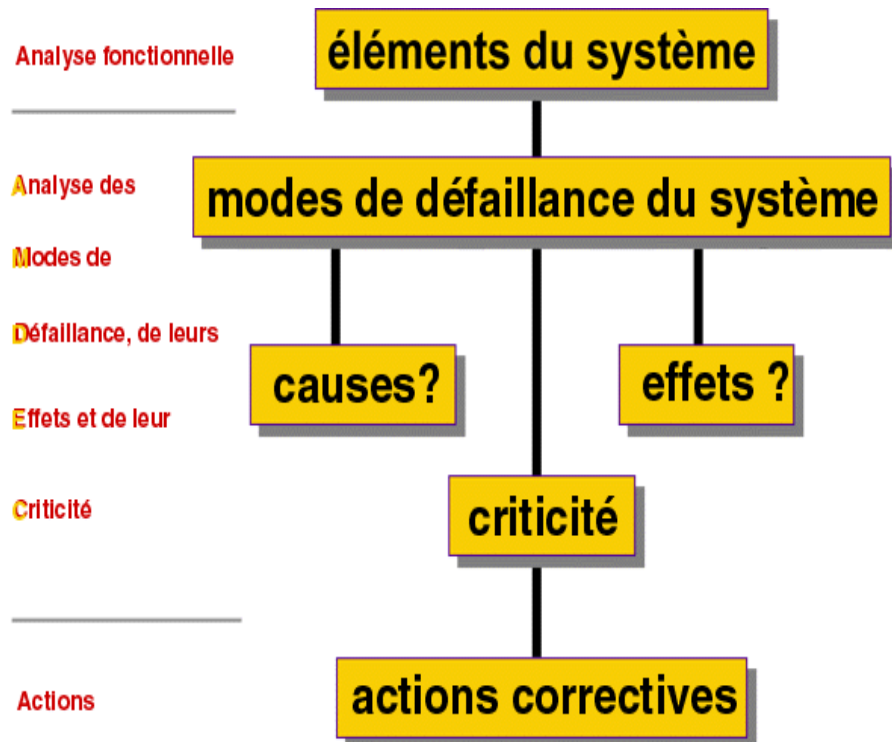 Analyse fonctionnelle
éléments du système
Analyse des
modes de défaillance du système
Modes de
Défaillance, de leurs
causes?
effets ?
Effets et de leur
Criticité
criticité
Actions
actions correctives